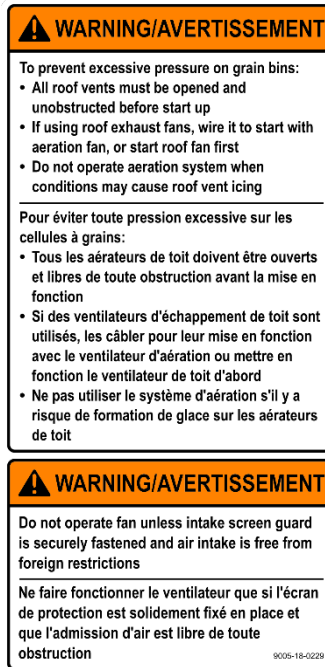 WARNING/AVERTISSEMENT
To prevent excessive pressure on grain bins:
• All roof vents must be opened and
unobstructed before start up
• If using roof exhaust fans, wire it to start with
aeration fan, or start roof fan first
• Do not operate aeration system when
conditions may cause roof vent icing
Pour éviter toute pression excessive sur les
cellules à grains:
• Tous les aérateurs de toit doivent être ouverts
et libres de toute obstruction avant la mise en
fonction
• Si des ventilateurs d'échappement de toit sont
utilisés, les câbler pour leur mise en fonction
avec le ventilateur d'aération ou mettre en
fonction le ventilateur de toit d'abord
• Ne pas utiliser le système d'aération s'il y a
risque de formation de glace sur les aérateurs
de toit
WARNING/AVERTISSEMENT
Do not operate fan unless intake screen guard
is securely fastened and air intake is free from
foreign restrictions
Ne faire fonctionner le ventilateur que si l'écran
de protection est solidement fixé en place et
que l'admission d'air est libre de toute
obstruction
9005-18-0229